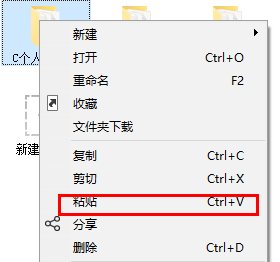 C个人
新建
新建
打开 Ctrl+O
重命名 F2
收藏
文件夹下载
复制 Ctrl+C
剪切 Ctrl+X
粘贴 Ctrl+V
分享
删除 Ctrl+D